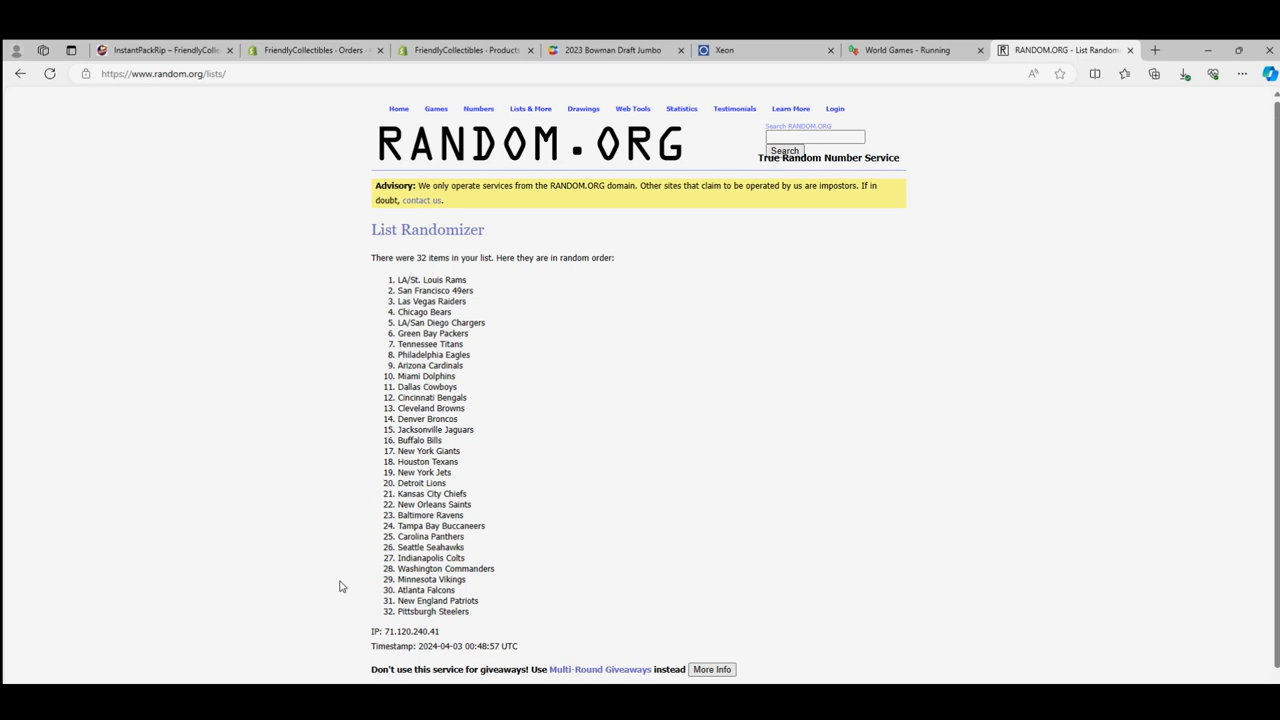 InstantPackRip – FriendlyColle
FriendlyCollectibles - Orders -
FriendlyCollectibles - Products
2023 Bowman Draft Jumbo
Xeon
World Games - Running
RANDOM.ORG - List Random
https://www.random.org/lists/
Home Games Numbers Lists & More Drawings Web Tools Statistics Testimonials Learn More Login
RANDOM.ORG
Search RANDOM.ORG
Search
True Random Number Service
Advisory: We only operate services from the RANDOM.ORG domain. Other sites that claim to be operated by us are impostors. If in
doubt, contact us.
List Randomizer
There were 32 items in your list. Here they are in random order:
1. LA/St. Louis Rams
2. San Francisco 49ers
3. Las Vegas Raiders
4. Chicago Bears
5. LA/San Diego Chargers
6. Green Bay Packers
7. Tennessee Titans
8. Philadelphia Eagles
9. Arizona Cardinals
10. Miami Dolphins
11. Dallas Cowboys
12. Cincinnati Bengals
13. Cleveland Browns
14. Denver Broncos
15. Jacksonville Jaguars
16. Buffalo Bills
17. New York Giants
18. Houston Texans
19. New York Jets
20. Detroit Lions
21. Kansas City Chiefs
22. New Orleans Saints
23. Baltimore Ravens
24. Tampa Bay Buccaneers
25. Carolina Panthers
26. Seattle Seahawks
27. Indianapolis Colts
28. Washington Commanders
29. Minnesota Vikings
30. Atlanta Falcons
31. New England Patriots
32. Pittsburgh Steelers
IP: 71.120.240.41
Timestamp: 2024-04-03 00:48:57 UTC
Don't use this service for giveaways! Use Multi-Round Giveaways instead More Info